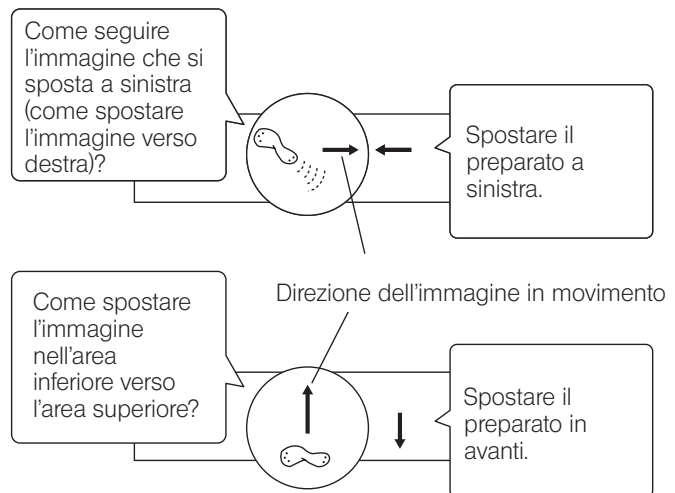 Come seguire
l'immagine che si
sposta a sinistra
(come spostare
l'immagine verso
destra)?
Spostare il
preparato a
sinistra.
Direzione dell'immagine in movimento
Come spostare
l'immagine
nell'area
inferiore verso
l'area superiore?
Spostare il
preparato in
avanti.